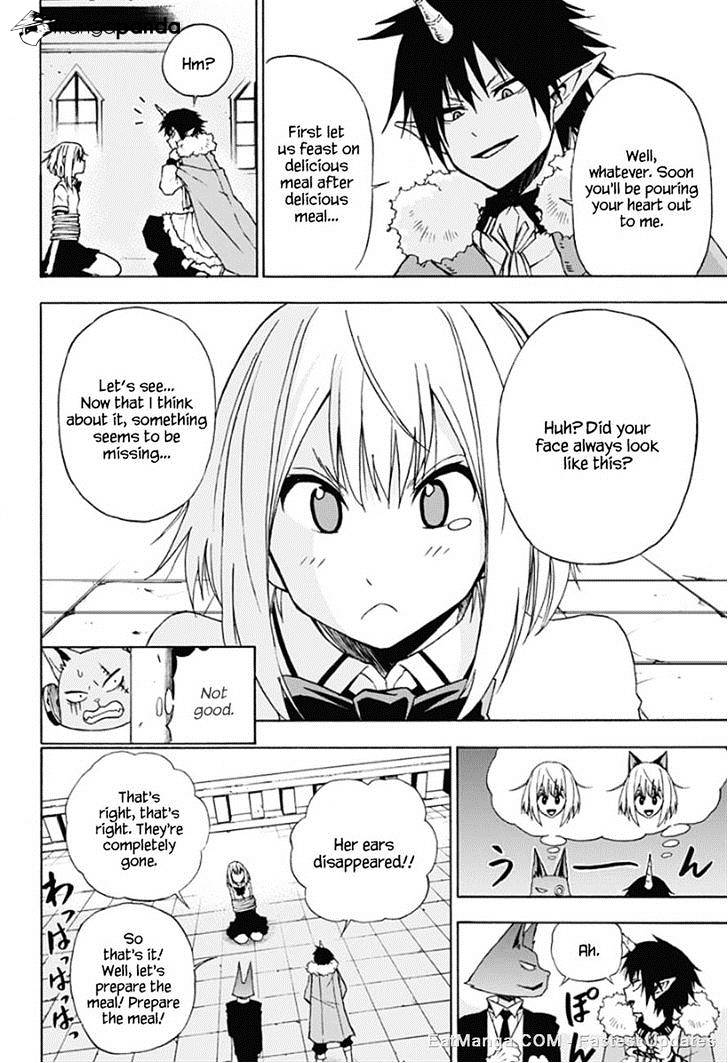 mangapanda
Well,
whatever. Soon
you'll be pouring
your heart out
to me.
First let
us feast on
delicious
meal after
delicious
meal...
Hm?
Huh? Did your
face always look
like this?
Let's see...
Now that I think
about it, something
seems to be
missing...
Not
good.
うーーん
Ah.
ぽん
Her ears
disappeared!!
That's
right, that's
right. They're
completely
gone.
So
that's it!
Well, let's
prepare the
meal! Prepare
the meal!
わっはっはっはっ
EatManga.COM - Fastest Updates